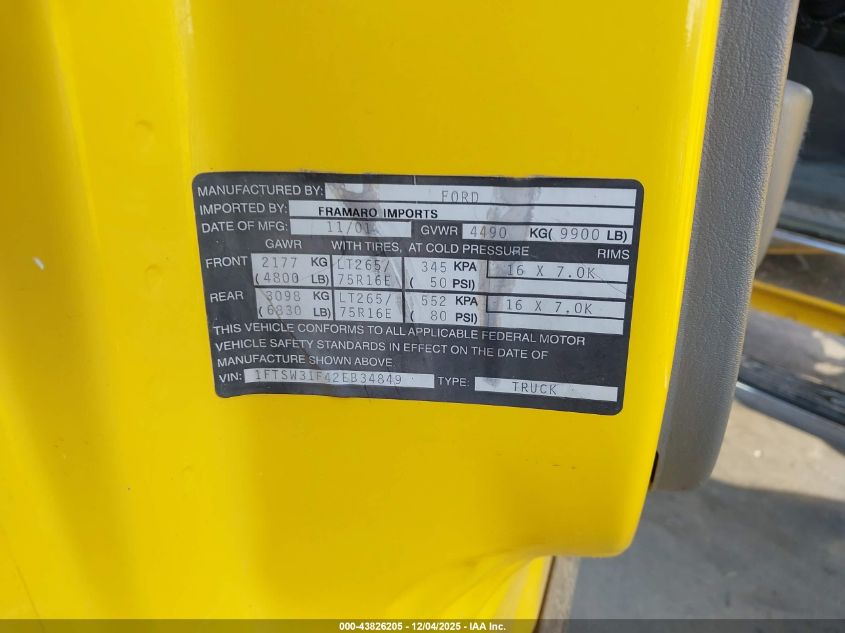 MANUFACTURED BY: FORD
IMPORTED BY: FRAMARO IMPORTS
DATE OF MFG: 11/01 GVWR 4490 KG( 9900 LB)
GAWR WITH TIRES, AT COLD PRESSURE RIMS
FRONT 2177 KG LT265/ 345 KPA 16 X 7.0K
( 4800 LB) 75R16E ( 50 PSI)
REAR 3098 KG LT265/ 552 KPA 16 X 7.0K
( 6830 LB) 75R16E ( 80 PSI)
THIS VEHICLE CONFORMS TO ALL APPLICABLE FEDERAL MOTOR
VEHICLE SAFETY STANDARDS IN EFFECT ON THE DATE OF
MANUFACTURE SHOWN ABOVE.
VIN: 1FTSW31F42EB34849 TYPE: TRUCK
000-43826205 - 12/04/2025 - IAA Inc.